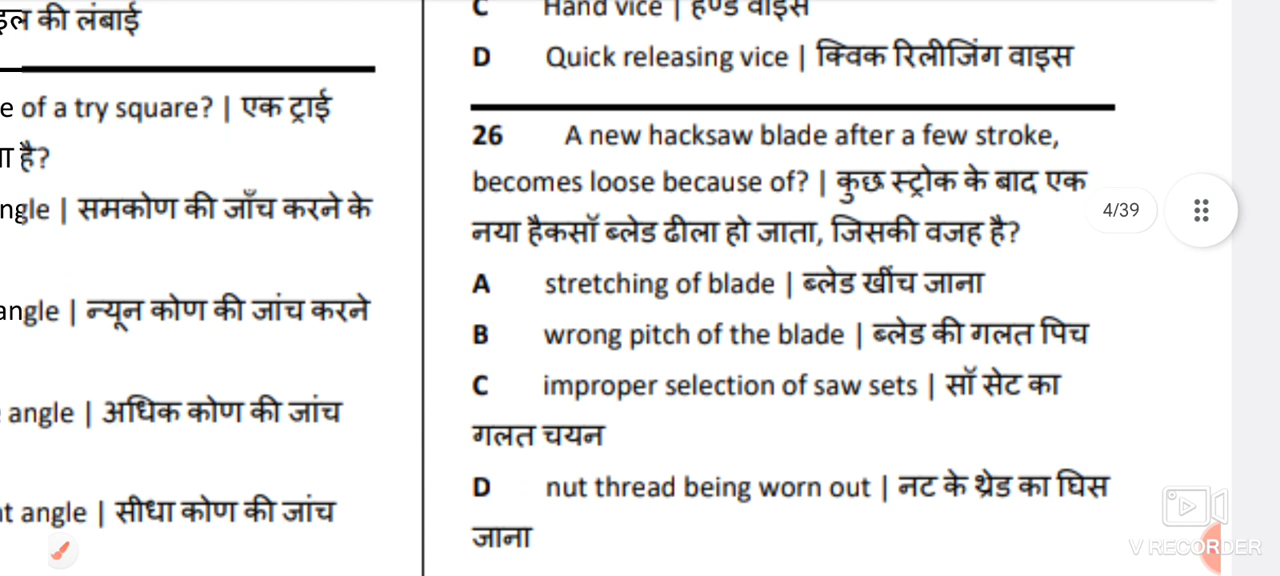 इल की लंबाई
e of a try square? | एक ट्राई
ा है?
ngle | समकोण की जाँच करने के
angle | न्यून कोण की जांच करने
angle | अधिक कोण की जांच
t angle | सीधा कोण की जांच
C Hand vice | हैण्ड वाइस
D Quick releasing vice | क्विक रिलीजिंग वाइस
26 A new hacksaw blade after a few stroke,
becomes loose because of? | कुछ स्ट्रोक के बाद एक
नया हैकसॉ ब्लेड ढीला हो जाता, जिसकी वजह है?
A stretching of blade | ब्लेड खींच जाना
B wrong pitch of the blade | ब्लेड की गलत पिच
C improper selection of saw sets | सॉ सेट का
गलत चयन
D nut thread being worn out | नट के थ्रेड का घिस
जाना
4/39
V RECORDER